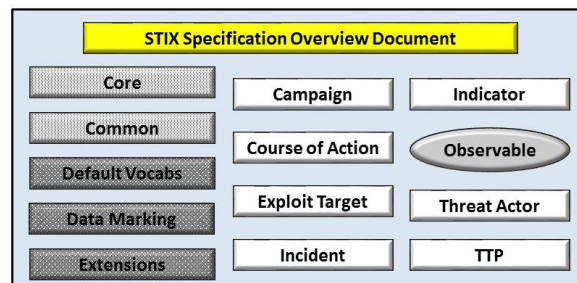 STIX Specification Overview Document
Core
Common
Default Vocabs
Data Marking
Extensions
Campaign
Course of Action
Exploit Target
Incident
Indicator
Observable
Threat Actor
TTP